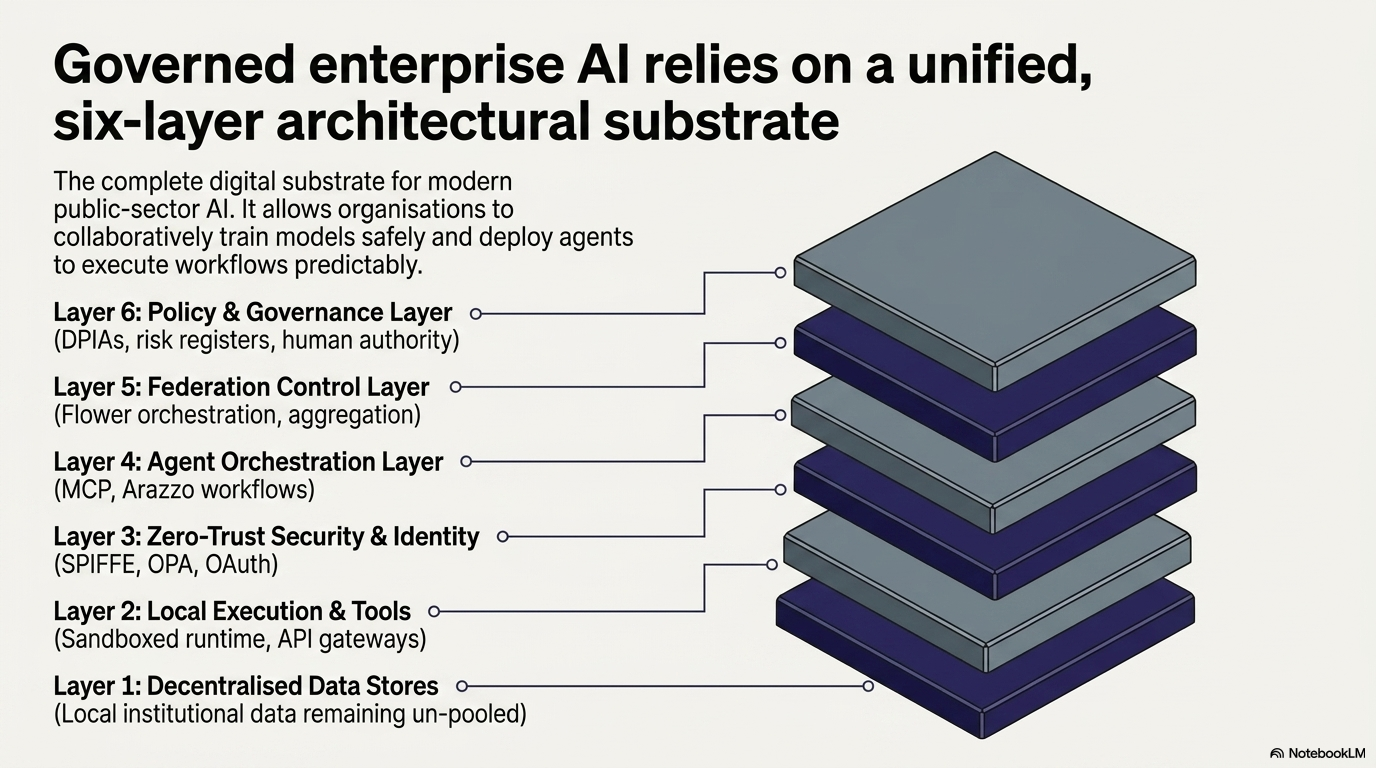 Governed enterprise AI relies on a unified,
six-layer architectural substrate
The complete digital substrate for modern
public-sector AI. It allows organisations to
collaboratively train models safely and deploy agents
to execute workflows predictably.
Layer 6: Policy & Governance Layer
(DPIAs, risk registers, human authority)
Layer 5: Federation Control Layer
(Flower orchestration, aggregation)
Layer 4: Agent Orchestration Layer
(MCP, Arazzo workflows)
Layer 3: Zero-Trust Security & Identity
(SPIFFE, OPA, OAuth)
Layer 2: Local Execution & Tools
(Sandboxed runtime, API gateways)
Layer 1: Decentralised Data Stores
(Local institutional data remaining un-pooled)
NotebookLM